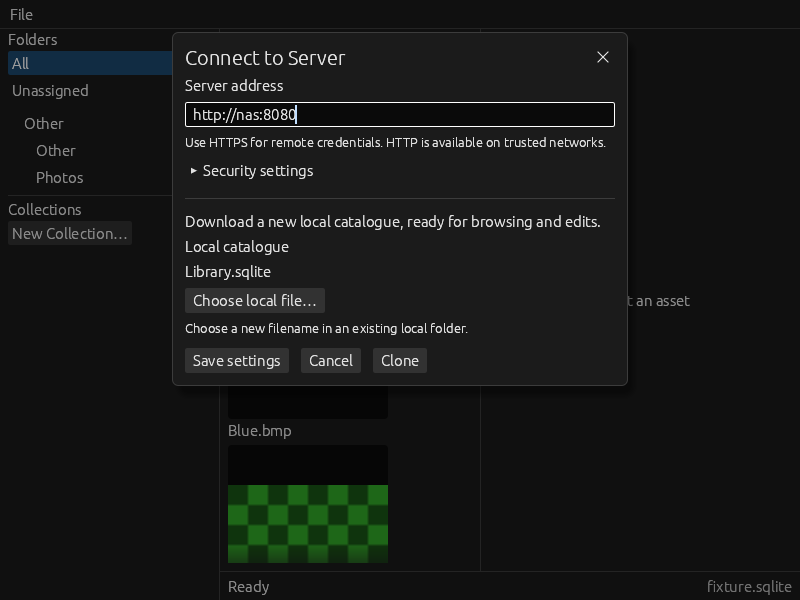 File
Folders
All
Unassigned
Other
Other
Photos
Collections
New Collection...
Connect to Server
Server address
http://nas:8080
Use HTTPS for remote credentials. HTTP is available on trusted networks.
Security settings
Download a new local catalogue, ready for browsing and edits.
Local catalogue
Library.sqlite
Choose local file...
Choose a new filename in an existing local folder.
Save settings
Cancel
Clone
an asset
Blue.bmp
Ready
fixture.sqlite